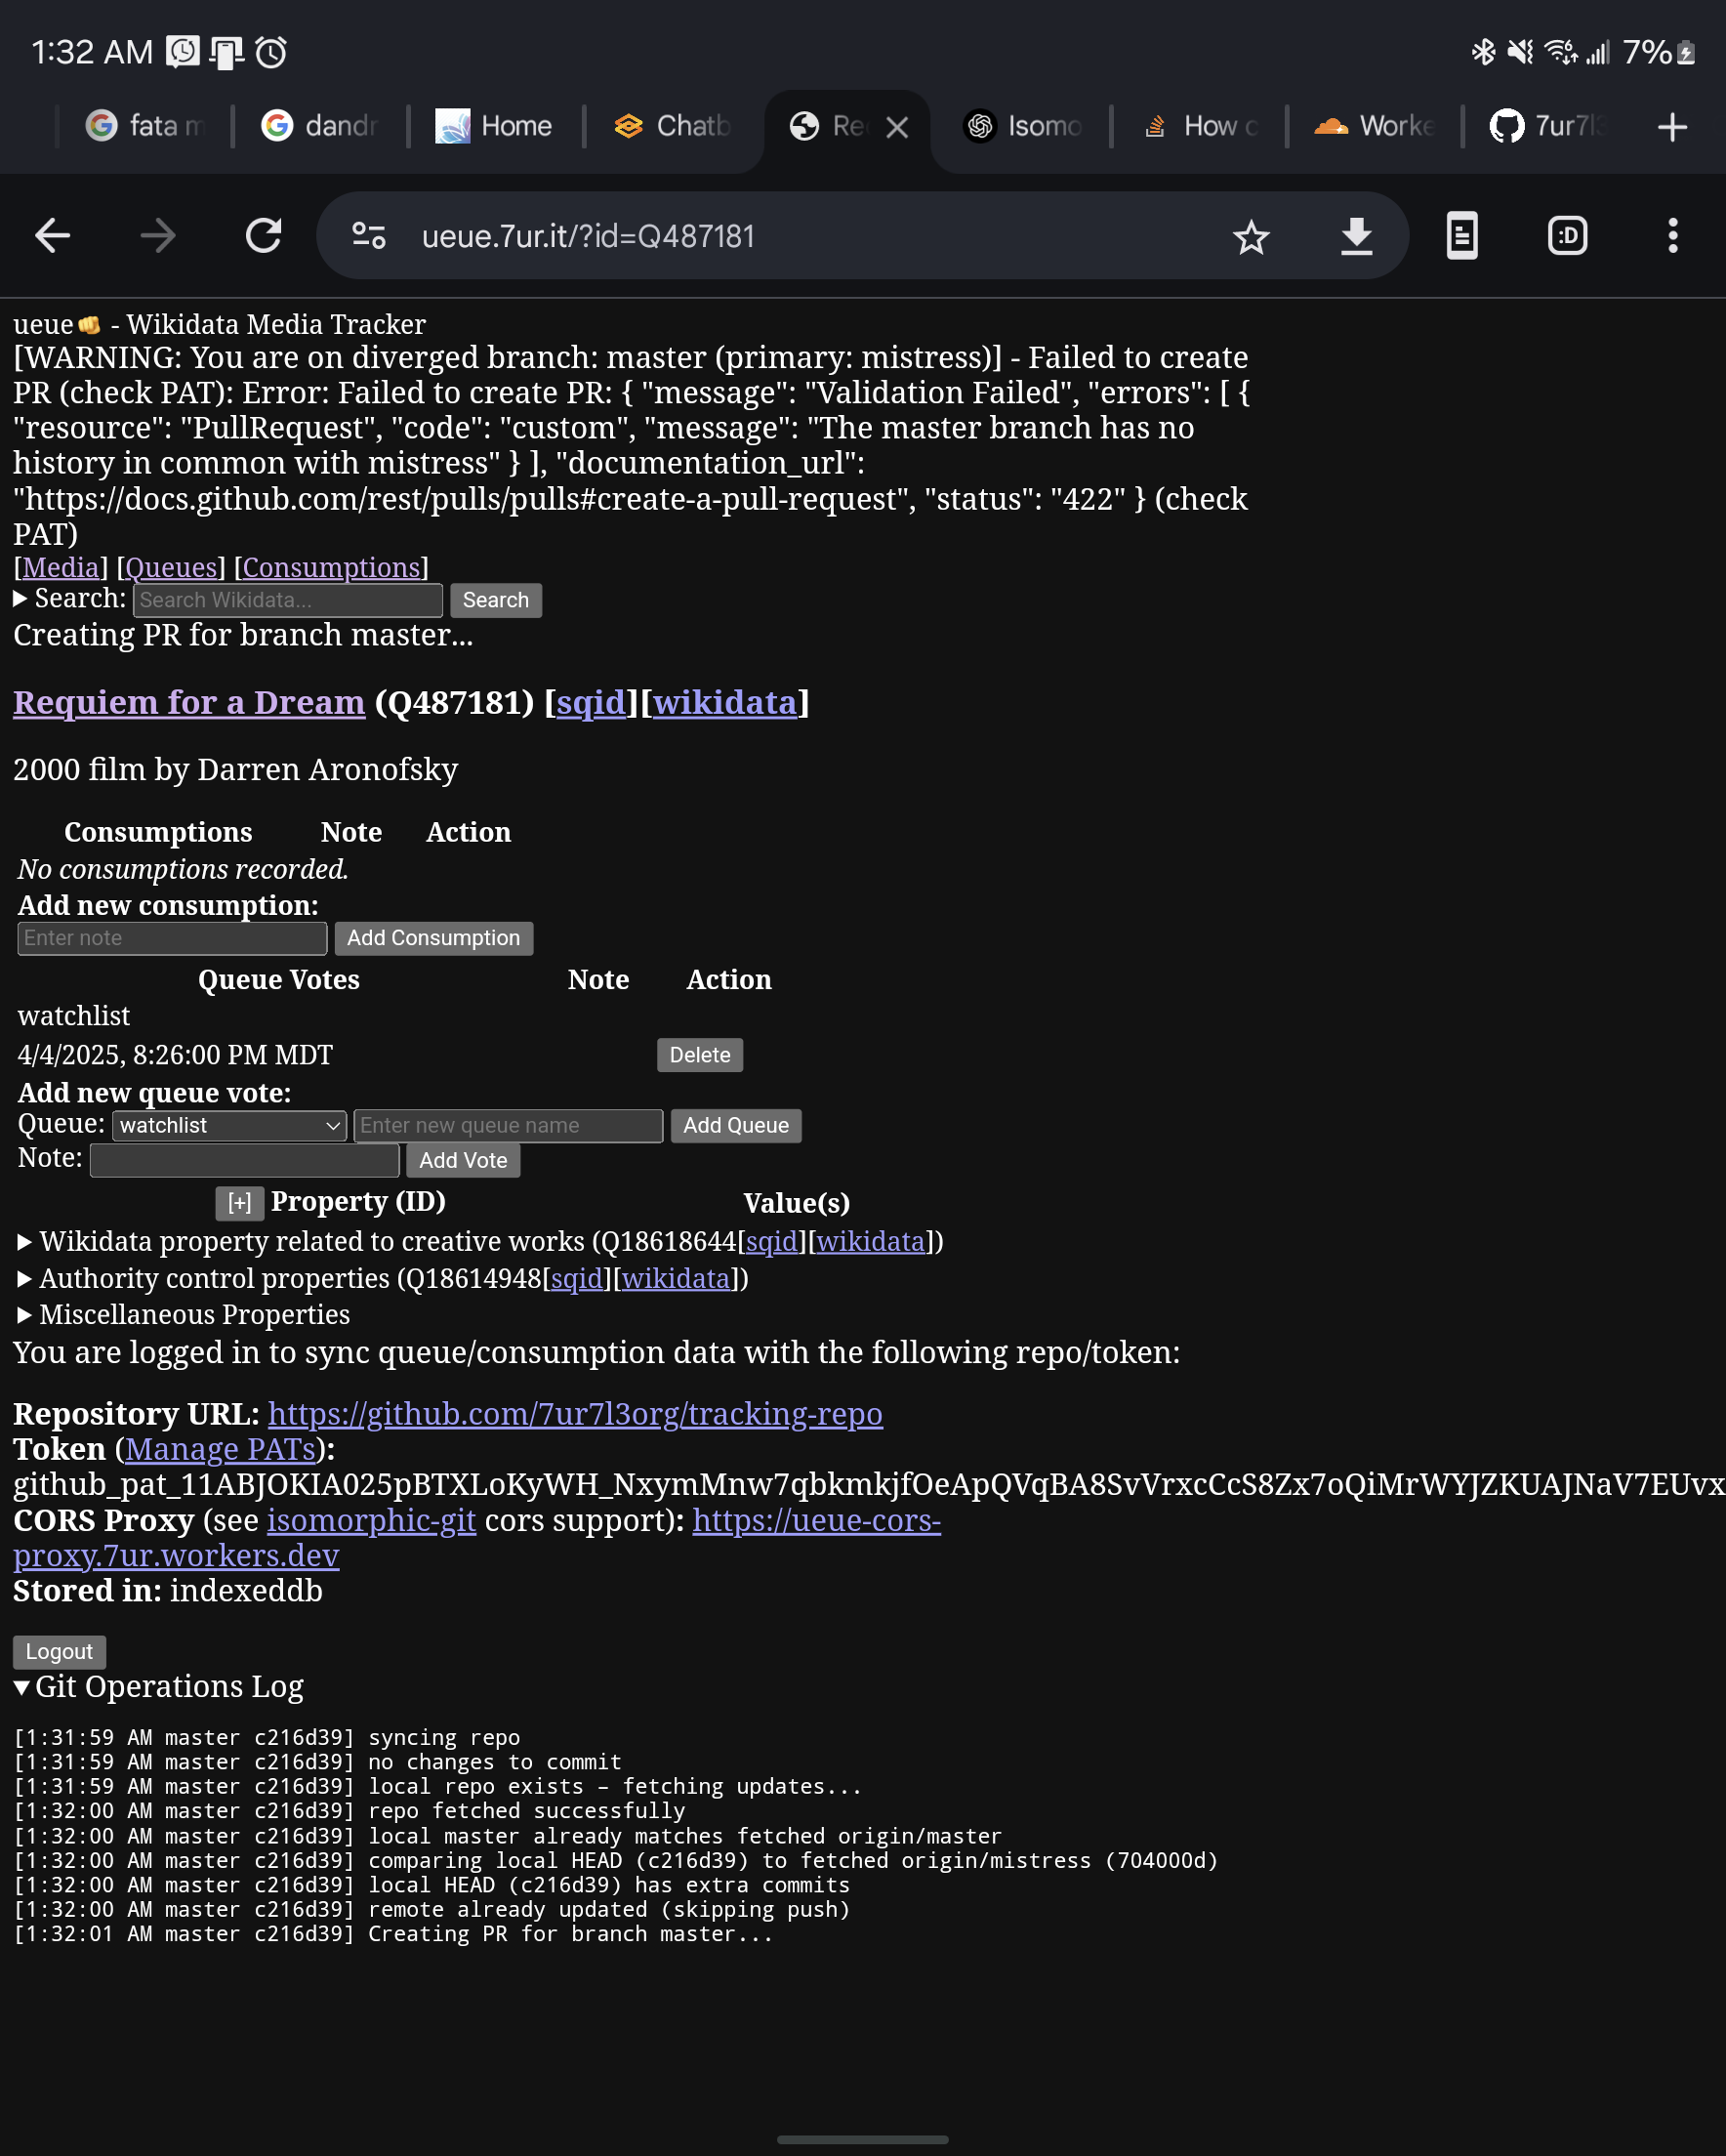 1:32 AM 7%
fata m dandr Home Chatb Re Isomo How c Worke 7ur7l3
ueue.7ur.it/?id=Q487181 :D
ueue👊 - Wikidata Media Tracker
[WARNING: You are on diverged branch: master (primary: mistress)] - Failed to create
PR (check PAT): Error: Failed to create PR: { "message": "Validation Failed", "errors": [ {
"resource": "PullRequest", "code": "custom", "message": "The master branch has no
history in common with mistress" } ], "documentation_url":
"https://docs.github.com/rest/pulls/pulls#create-a-pull-request", "status": "422" } (check
PAT)
[Media] [Queues] [Consumptions]
▶ Search: Search Wikidata... Search
Creating PR for branch master...
Requiem for a Dream (Q487181) [sqid][wikidata]
2000 film by Darren Aronofsky
Consumptions Note Action
No consumptions recorded.
Add new consumption:
Enter note Add Consumption
Queue Votes Note Action
watchlist
4/4/2025, 8:26:00 PM MDT Delete
Add new queue vote:
Queue: watchlist Enter new queue name Add Queue
Note: Add Vote
[+] Property (ID) Value(s)
▶ Wikidata property related to creative works (Q18618644[sqid][wikidata])
▶ Authority control properties (Q18614948[sqid][wikidata])
▶ Miscellaneous Properties
You are logged in to sync queue/consumption data with the following repo/token:
Repository URL: https://github.com/7ur7l3org/tracking-repo
Token (Manage PATs):
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
CORS Proxy (see isomorphic-git cors support): https://ueue-cors-
proxy.7ur.workers.dev
Stored in: indexeddb
Logout
▼ Git Operations Log
[1:31:59 AM master c216d39] syncing repo
[1:31:59 AM master c216d39] no changes to commit
[1:31:59 AM master c216d39] local repo exists – fetching updates...
[1:32:00 AM master c216d39] repo fetched successfully
[1:32:00 AM master c216d39] local master already matches fetched origin/master
[1:32:00 AM master c216d39] comparing local HEAD (c216d39) to fetched origin/mistress (704000d)
[1:32:00 AM master c216d39] local HEAD (c216d39) has extra commits
[1:32:00 AM master c216d39] remote already updated (skipping push)
[1:32:01 AM master c216d39] Creating PR for branch master...